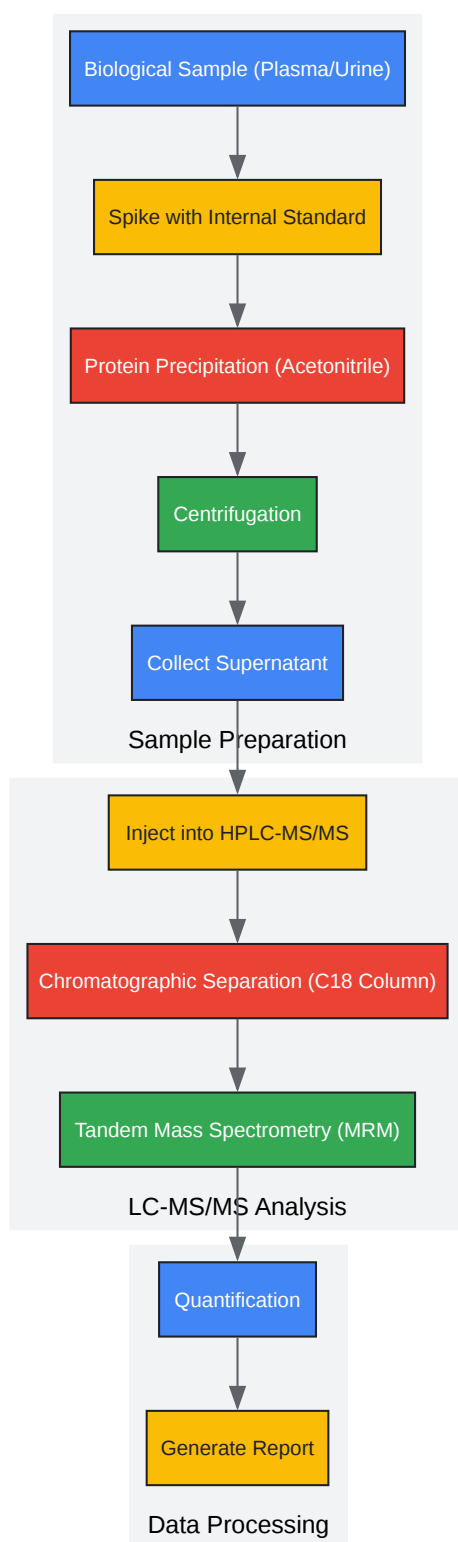 Biological Sample (Plasma/Urine)
Spike with Internal Standard
Protein Precipitation (Acetonitrile)
Centrifugation
Collect Supernatant
Sample Preparation
Inject into HPLC-MS/MS
Chromatographic Separation (C18 Column)
Tandem Mass Spectrometry (MRM)
LC-MS/MS Analysis
Quantification
Generate Report
Data Processing